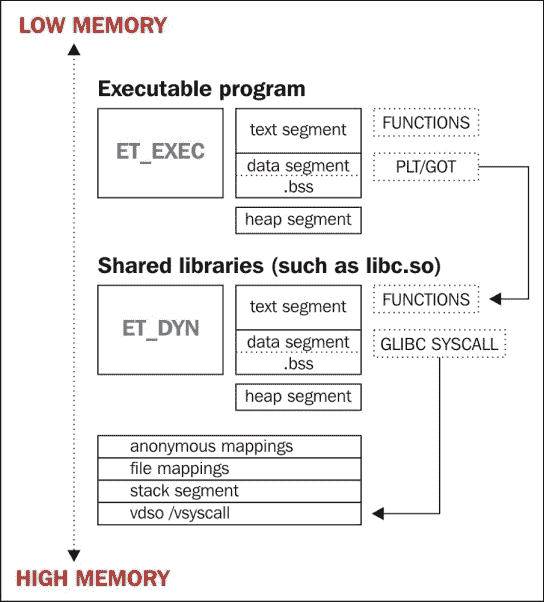 LOW MEMORY
Executable program
ET_EXEC
text segment
FUNCTIONS
data segment
PLT/GOT
.bss
heap segment
Shared libraries (such as libc.so)
ET_DYN
text segment
FUNCTIONS
data segment
GLIBC SYSCALL
.bss
heap segment
anonymous mappings
file mappings
stack segment
vdso /vsyscall
HIGH MEMORY